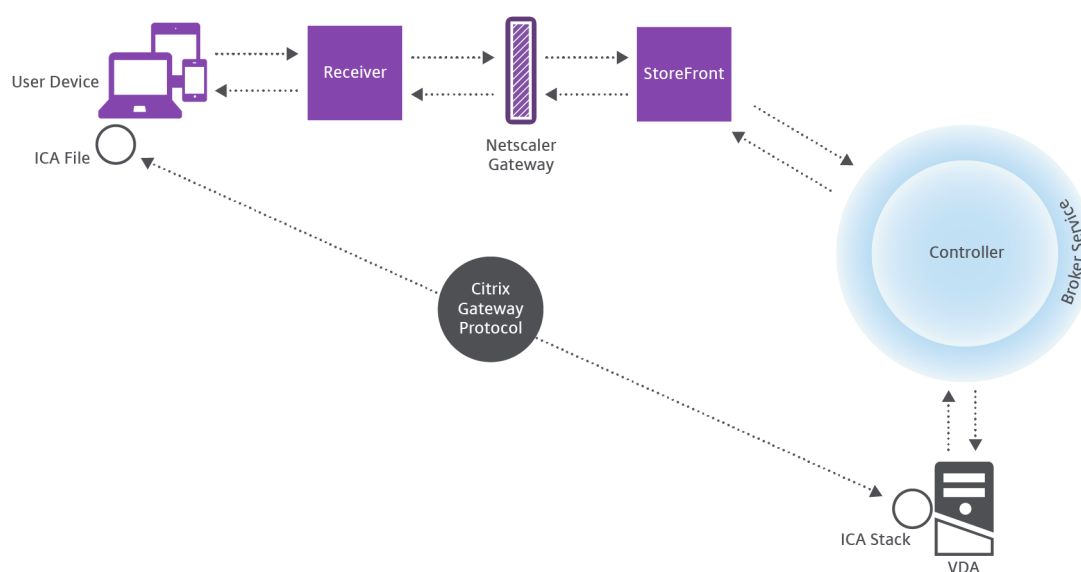 User Device
Receiver
StoreFront
ICA File
Netscaler
Gateway
Controller
Broker Service
Citrix
Gateway
Protocol
ICA Stack
VDA